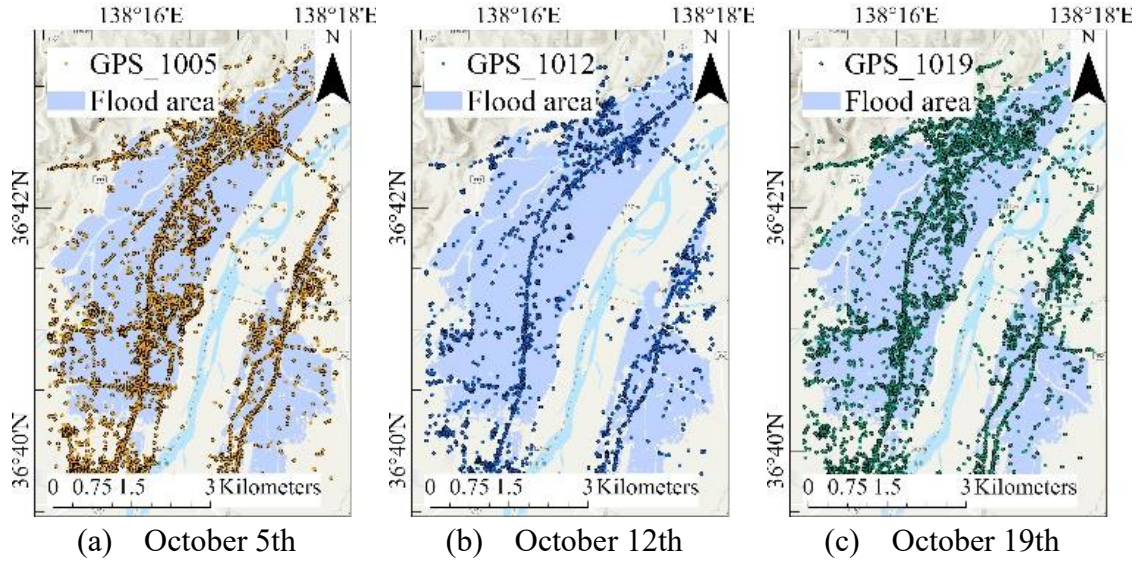 138°16'E 138°18'E 138°16'E 138°18'E 138°16'E 138°18'E
N N N
GPS_1005 GPS_1012 GPS_1019
Flood area Flood area Flood area
36°42'N 36°42'N 36°42'N
36°40'N 36°40'N 36°40'N
0 0.75 1.5 3 Kilometers 0 0.75 1.5 3 Kilometers 0 0.75 1.5 3 Kilometers
(a) October 5th (b) October 12th (c) October 19th